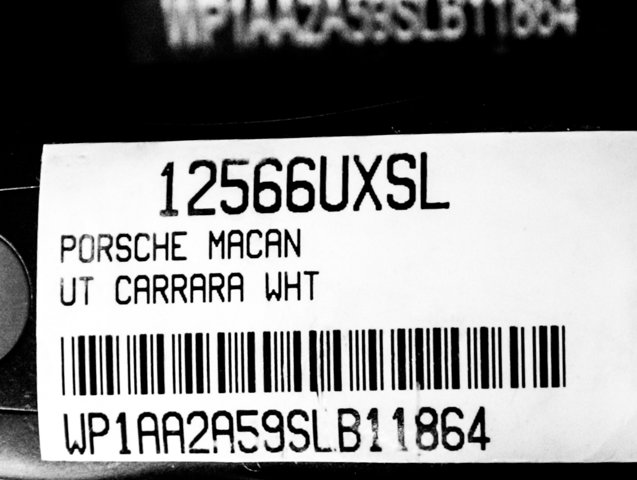 WP1AA2A59SLB11864
12566UXSL
PORSCHE MACAN
UT CARRARA WHT
WP1AA2A59SLB11864